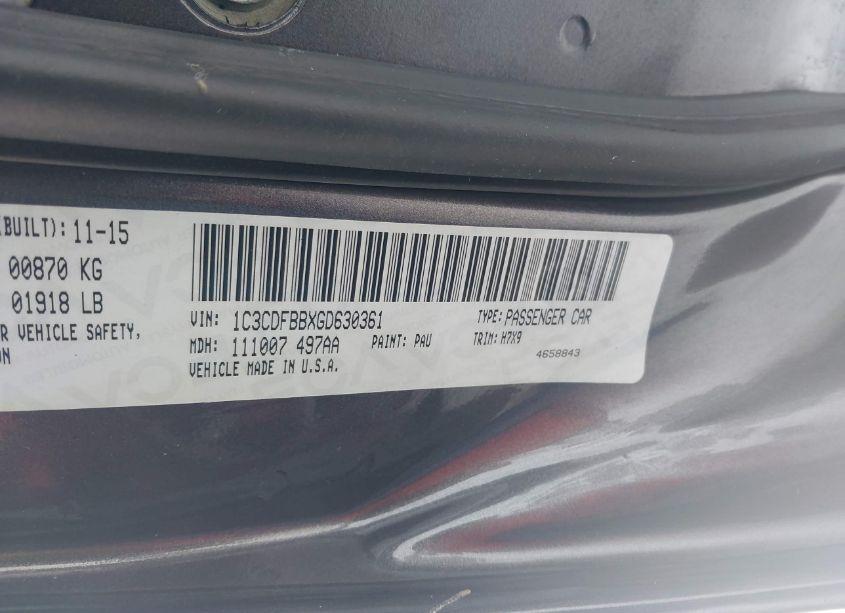 (BUILT): 11-15
00870 KG
01918 LB
R VEHICLE SAFETY,
ON
VIN: 1C3CDFBBXGD630361 TYPE: PASSENGER CAR
MDH: 111007 497AA PAINT: PAU TRIM: H7X9
VEHICLE MADE IN U.S.A. 4658843